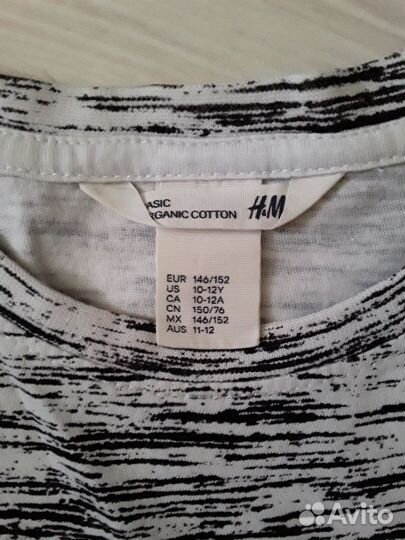 ASIC
RGANIC COTTON H&M
EUR 146/152
US 10-12Y
CA 10-12A
CN 150/76
MX 146/152
AUS 11-12
Avito